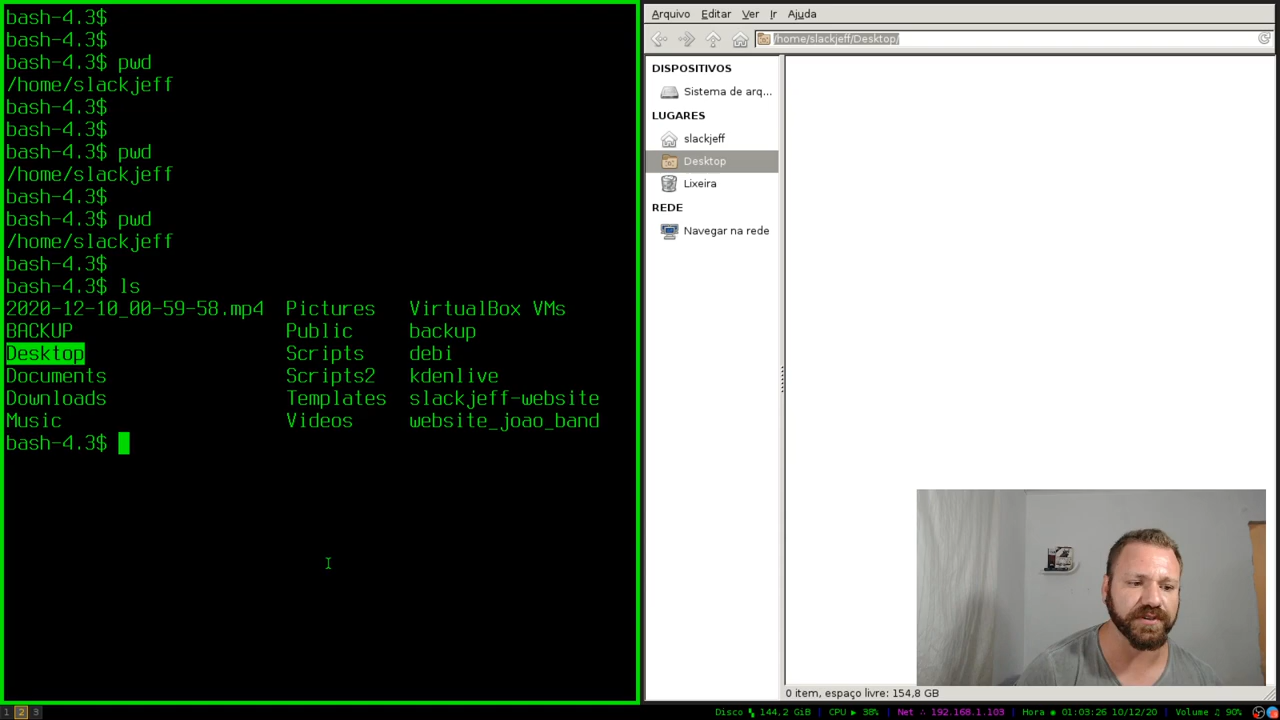 bash-4.3$
bash-4.3$
bash-4.3$ pwd
/home/slackjeff
bash-4.3$
bash-4.3$
bash-4.3$ pwd
/home/slackjeff
bash-4.3$
bash-4.3$ pwd
/home/slackjeff
bash-4.3$
bash-4.3$ ls
2020-12-10_00-59-58.mp4 Pictures VirtualBox VMs
BACKUP Public backup
Desktop Scripts debi
Documents Scripts2 kdenlive
Downloads Templates slackjeff-website
Music Videos website_joao_band
bash-4.3$
Arquivo Editar Ver Ir Ajuda
/home/slackjeff/Desktop/
DISPOSITIVOS
Sistema de arq...
LUGARES
slackjeff
Desktop
Lixeira
REDE
Navegar na rede
0 item, espaço livre: 154,8 GB
1 2 3
Disco 144,2 GiB | CPU 38% | Net 192.168.1.103 | Hora 01:03:26 10/12/20 | Volume 90%